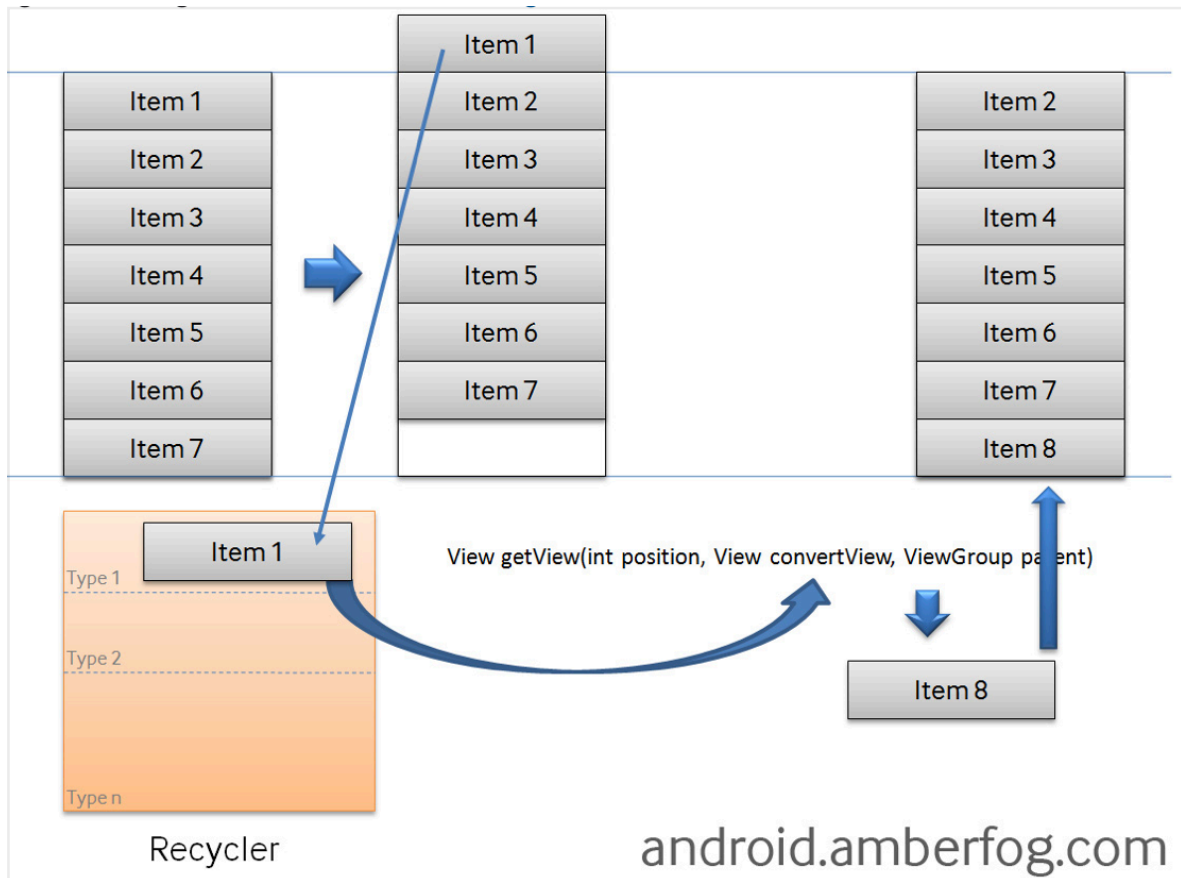 Item 1
Item 2
Item 3
Item 4
Item 5
Item 6
Item 7
Item 1
Item 2
Item 3
Item 4
Item 5
Item 6
Item 7
Item 2
Item 3
Item 4
Item 5
Item 6
Item 7
Item 8
Item 1
Type 1
Type 2
Type n
Recycler
View getView(int position, View convertView, ViewGroup parent)
Item 8
android.amberfog.com